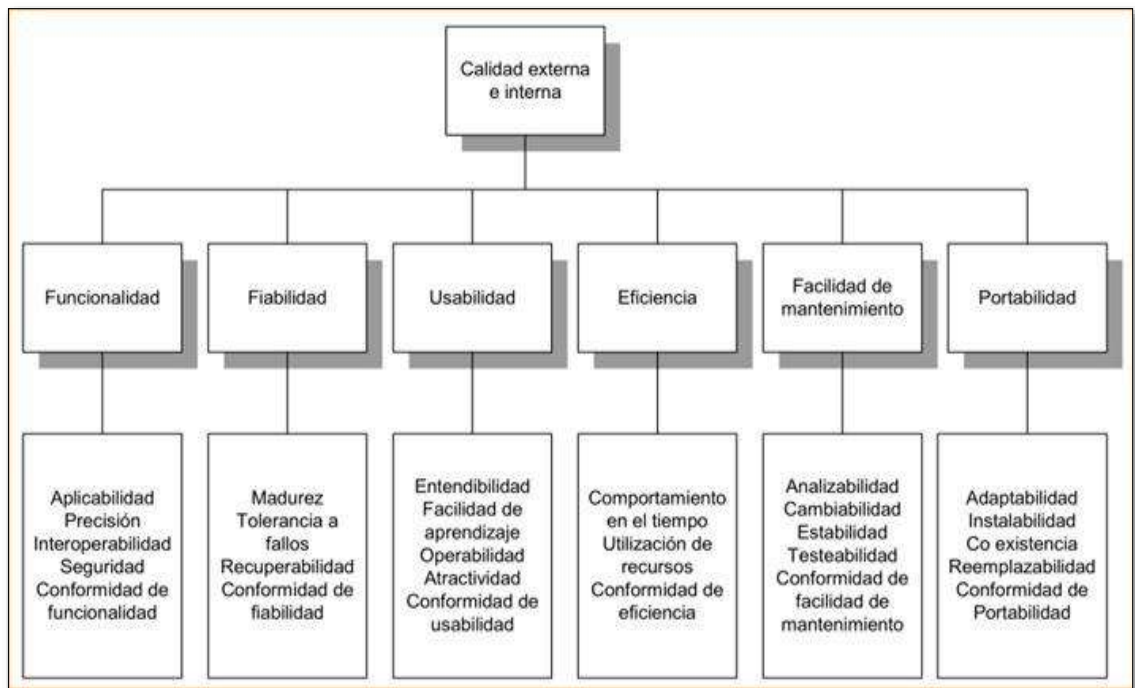 Calidad externa
e interna
Funcionalidad
Fiabilidad
Usabilidad
Eficiencia
Facilidad de
mantenimiento
Portabilidad
Aplicabilidad
Precisión
Interoperabilidad
Seguridad
Conformidad de
funcionalidad
Madurez
Tolerancia a
fallos
Recuperabilidad
Conformidad de
fiabilidad
Entendibilidad
Facilidad de
aprendizaje
Operabilidad
Atractividad
Conformidad de
usabilidad
Comportamiento
en el tiempo
Utilización de
recursos
Conformidad de
eficiencia
Analizabilidad
Cambiabilidad
Estabilidad
Testeabilidad
Conformidad de
facilidad de
mantenimiento
Adaptabilidad
Instalabilidad
Co existencia
Reemplazabilidad
Conformidad de
Portabilidad